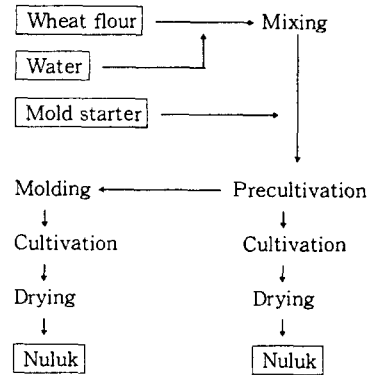 Wheat flour
Mixing
Water
Mold starter
Molding
Precultivation
Cultivation
Cultivation
Drying
Drying
Nuluk
Nuluk